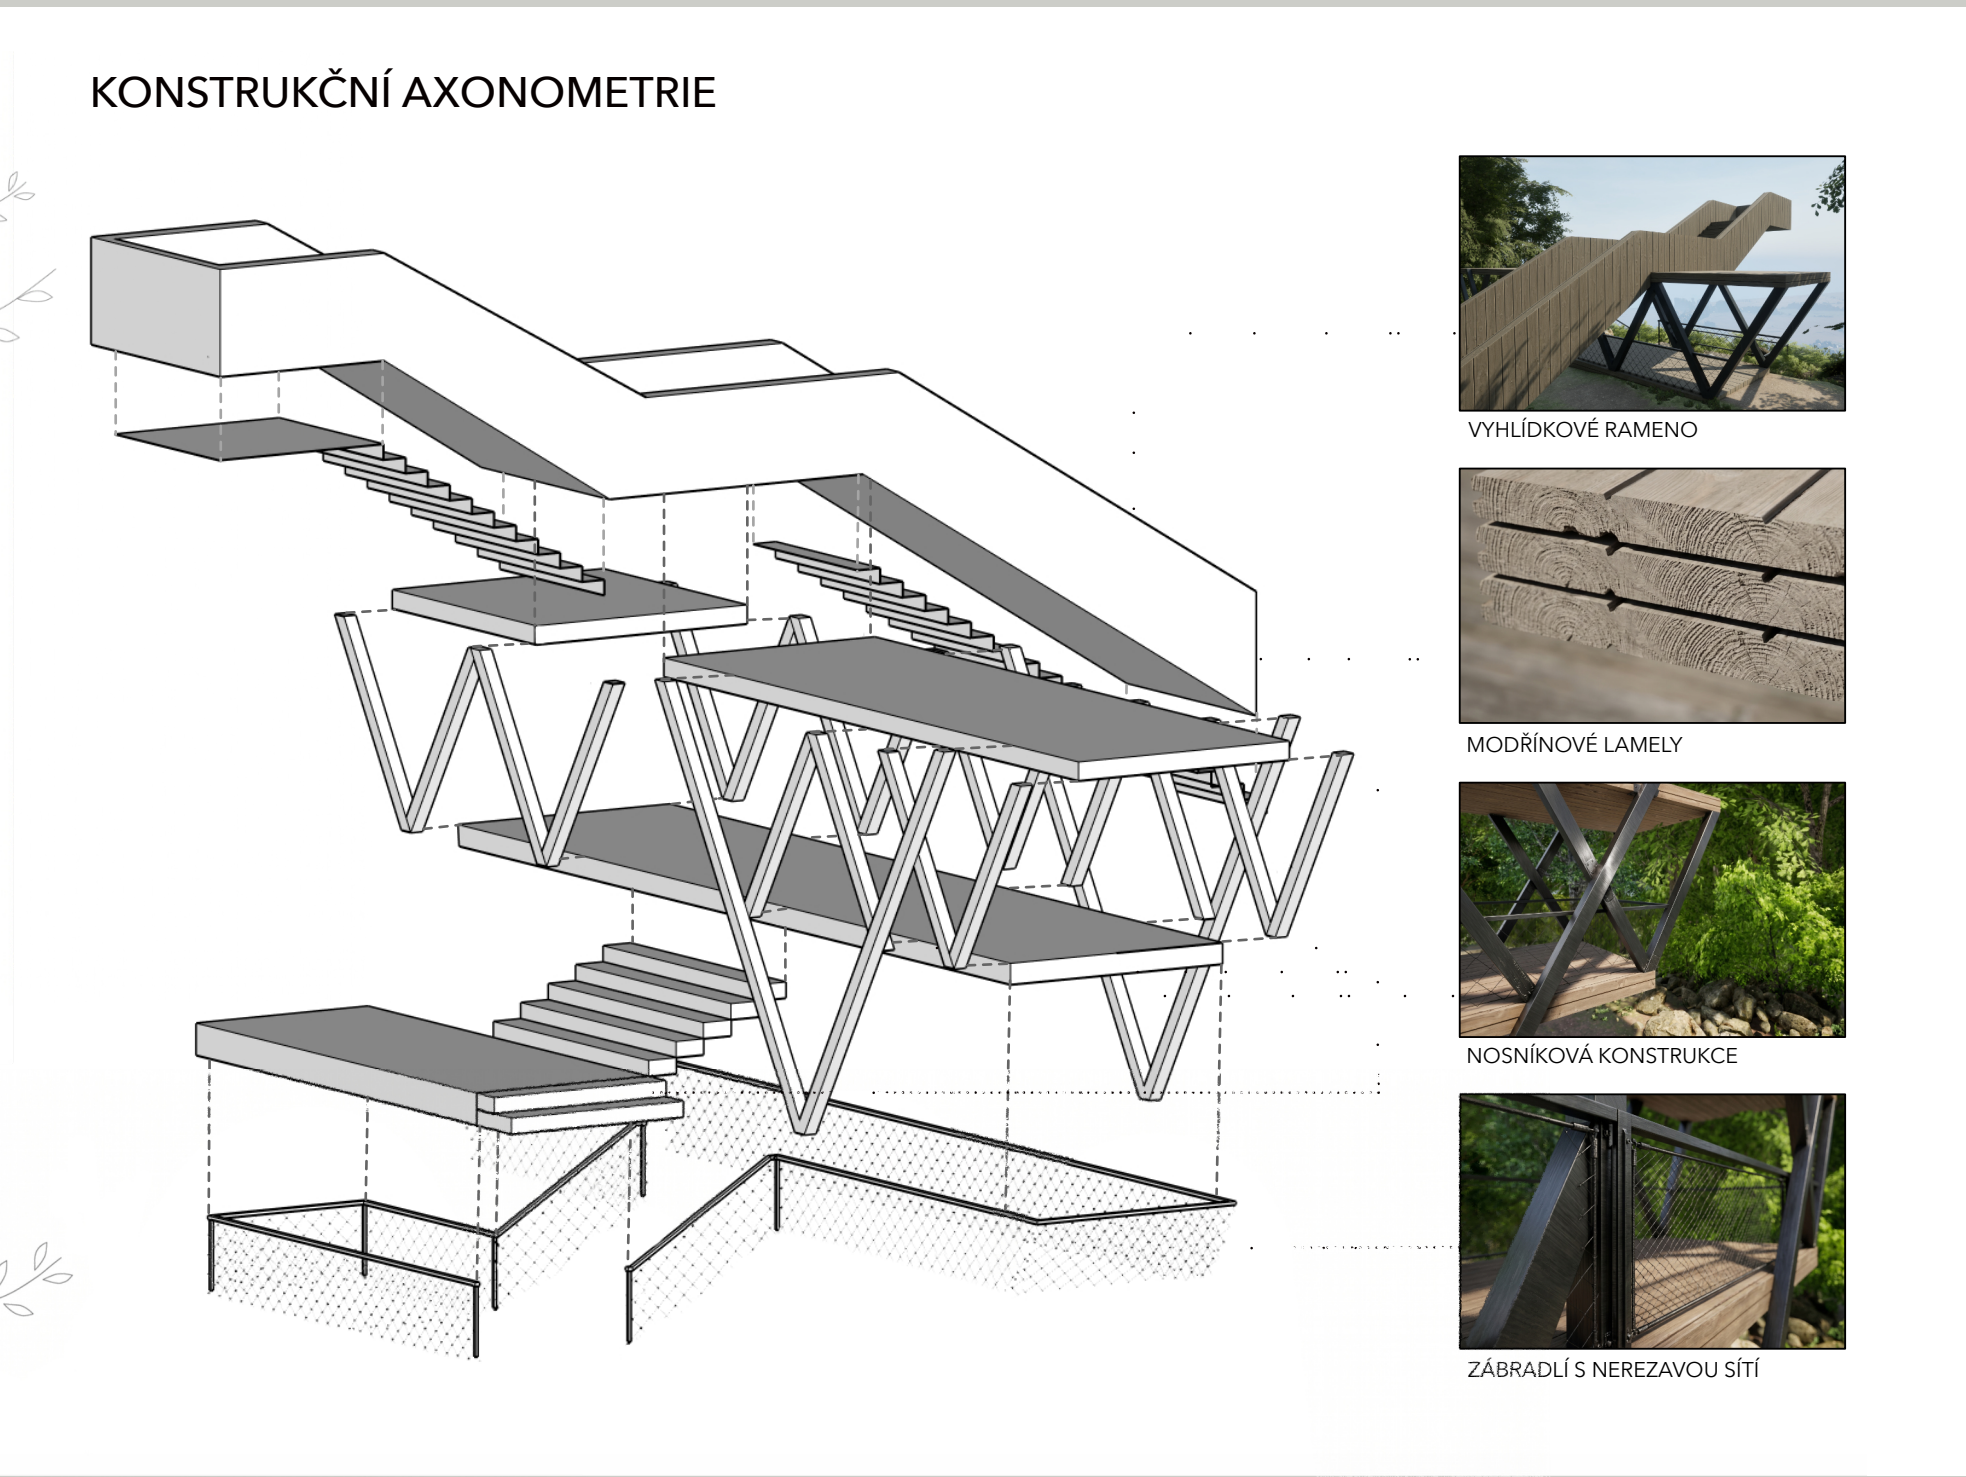 KONSTRUKČNÍ AXONOMETRIE
VYHLÍDKOVÉ RAMENO
MODŘÍNOVÉ LAMELY
NOSNÍKOVÁ KONSTRUKCE
ZÁBRADLÍ S NEREZAVOU SÍTÍ